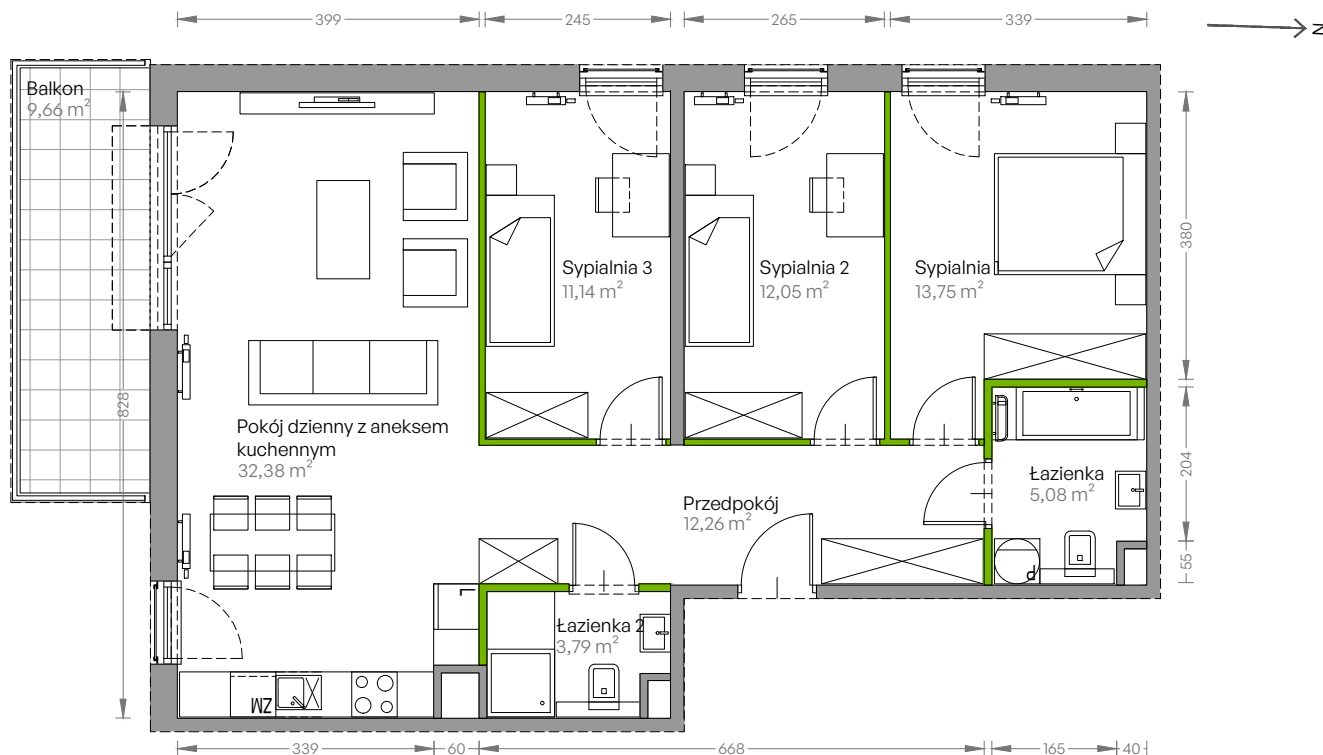 399
245
265
339
N
Balkon
9,66 m²
828
Sypialnia 3
11,14 m²
Sypialnia 2
12,05 m²
Sypialnia
13,75 m²
380
Pokój dzienny z aneksem
kuchennym
32,38 m²
Przedpokój
12,26 m²
Łazienka
5,08 m²
204
55
P
L
Łazienka 2
3,79 m²
ZM
339
60
668
165
40